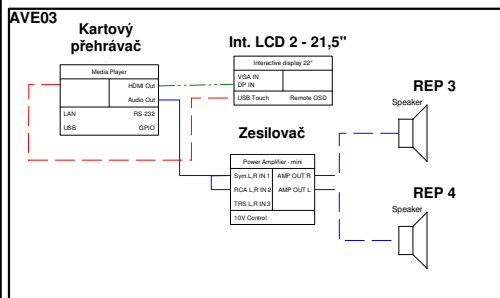 AVE03
Kartový
přehrávač
Media Player
HDMI Out
Audio Out
LAN RS-232
USB GPIO
Int. LCD 2 - 21,5"
Interactive display 22"
VGA IN
DP IN
USB Touch Remote OSD
Zesilovač
Power Amplifier - mini
Sym.L,R IN 1 AMP OUT R
RCA L,R IN 2 AMP OUT L
TRS L,R IN 3
10V Control
REP 3
Speaker
REP 4
Speaker